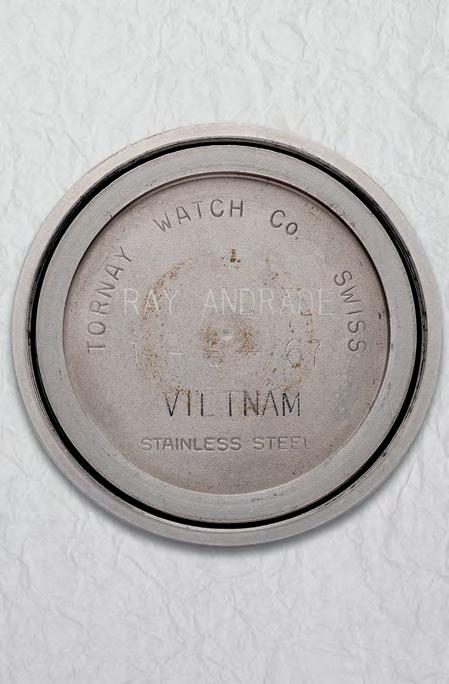 TORNAY WATCH Co. SWISS
RAY ANDRADE
1 - 5 - 67
VIETNAM
STAINLESS STEEL